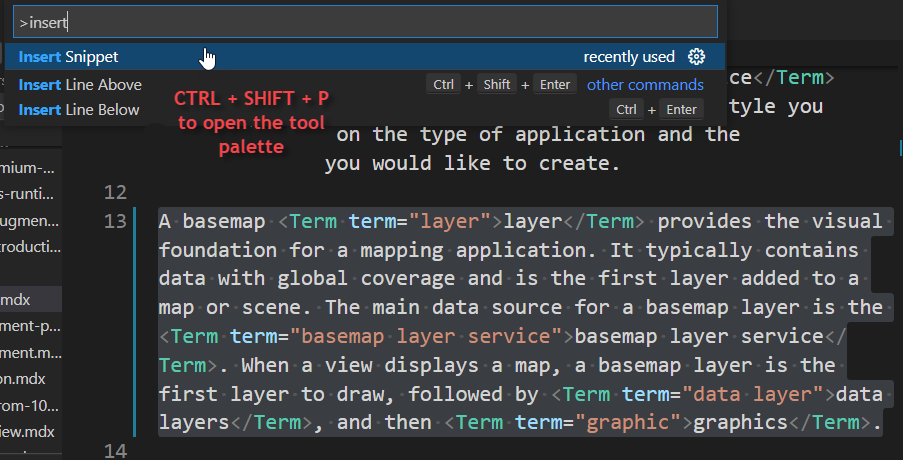 >insert
Insert Snippet recently used
Insert Line Above Ctrl + Shift + Enter other commands
Insert Line Below Ctrl + Enter
CTRL + SHIFT + P
to open the tool
palette
ce</Term>
tyle you
on the type of application and the
you would like to create.
12
13 A basemap <Term term="layer">layer</Term> provides the visual
foundation for a mapping application. It typically contains
data with global coverage and is the first layer added to a
map or scene. The main data source for a basemap layer is the
<Term term="basemap layer service">basemap layer service</
Term>. When a view displays a map, a basemap layer is the
first layer to draw, followed by <Term term="data layer">data
layers</Term>, and then <Term term="graphic">graphics</Term>.
14
mium-...
s-runti...
augmen...
troducti...
.mdx
ment-p...
ment.m...
on.mdx
rom-10...
iew.mdx